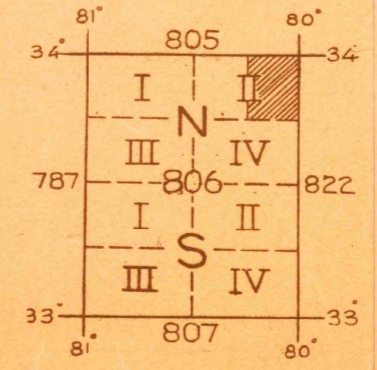 81° 80°
805
34° 34°
I II
N
III IV
787 806 822
I II
S
III IV
33° 33°
807
81° 80°